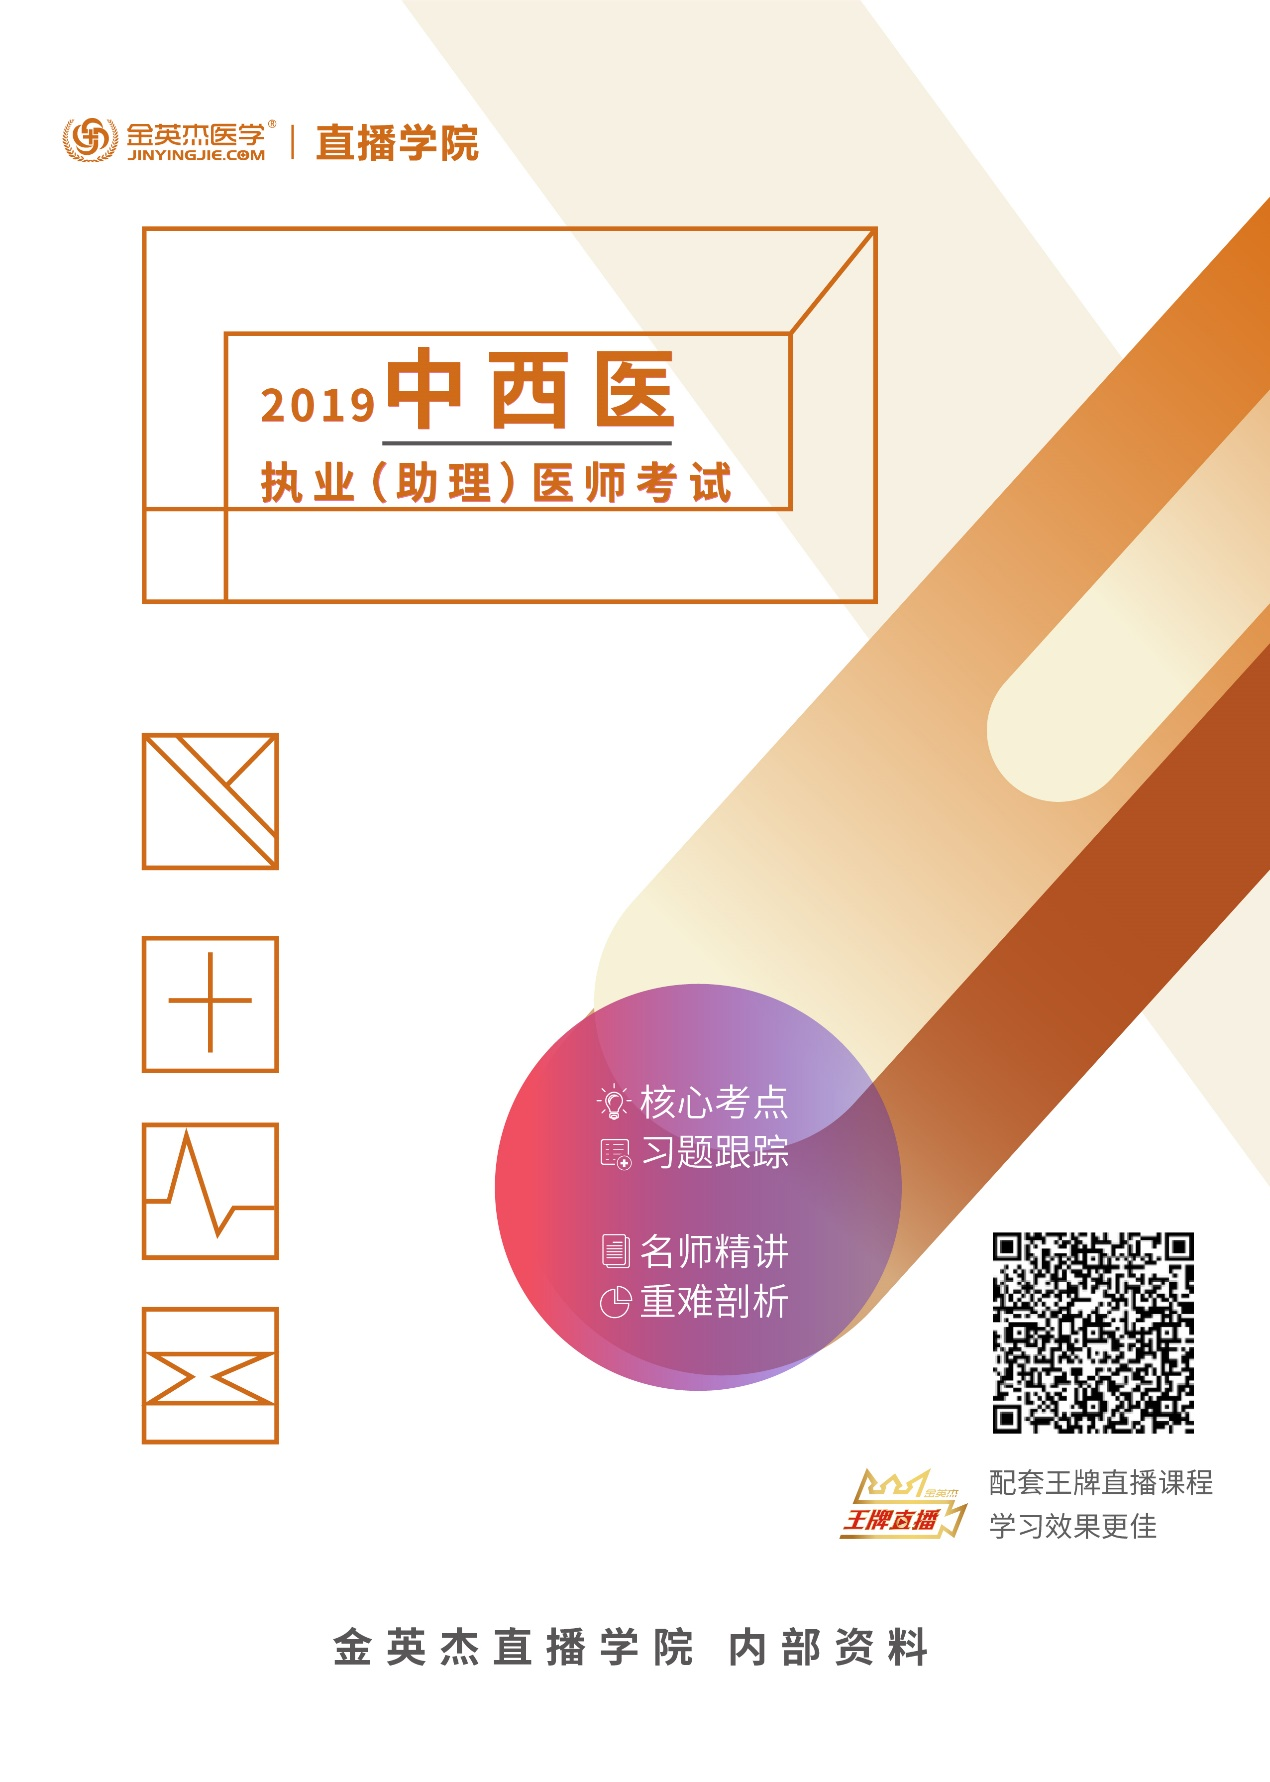 金英杰医学®
JINYINGJIE.COM
直播学院
2019中西医
执业(助理)医师考试
核心考点
习题跟踪
名师精讲
重难剖析
金英杰
王牌直播
配套王牌直播课程
学习效果更佳
金英杰直播学院 内部资料